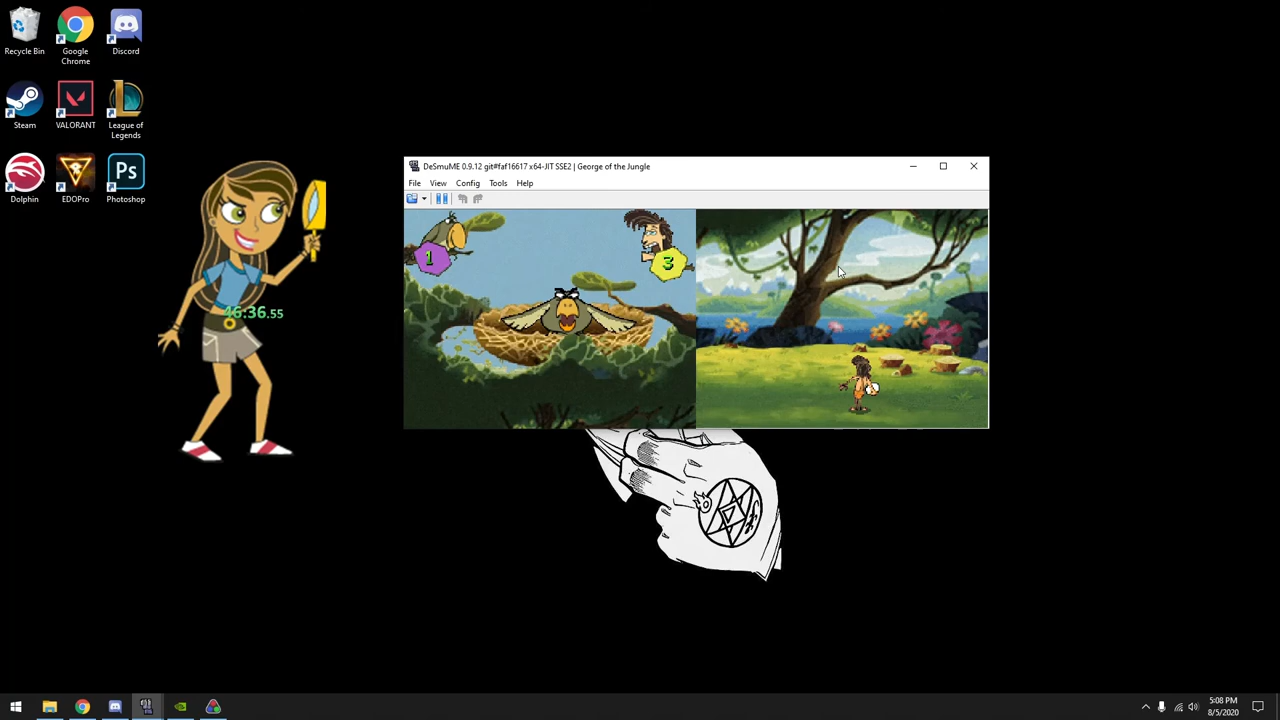 Recycle Bin
Google Chrome
Discord
Steam
VALORANT
League of Legends
Dolphin
EDOPro
Ps
Photoshop
46:36.55
DeSmuME 0.9.12 git#faf16617 x64-JIT SSE2 | George of the Jungle
File View Config Tools Help
1
3
5:08 PM
8/5/2020